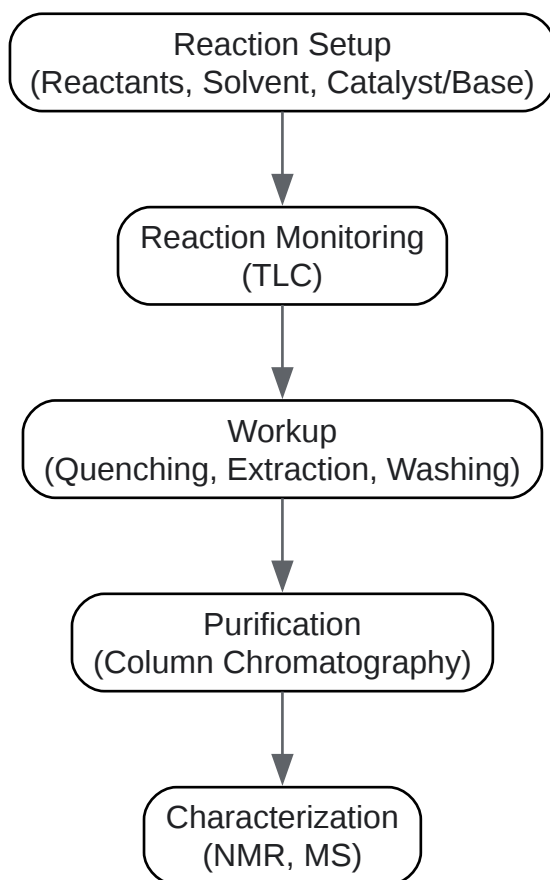 Reaction Setup
(Reactants, Solvent, Catalyst/Base)
Reaction Monitoring
(TLC)
Workup
(Quenching, Extraction, Washing)
Purification
(Column Chromatography)
Characterization
(NMR, MS)